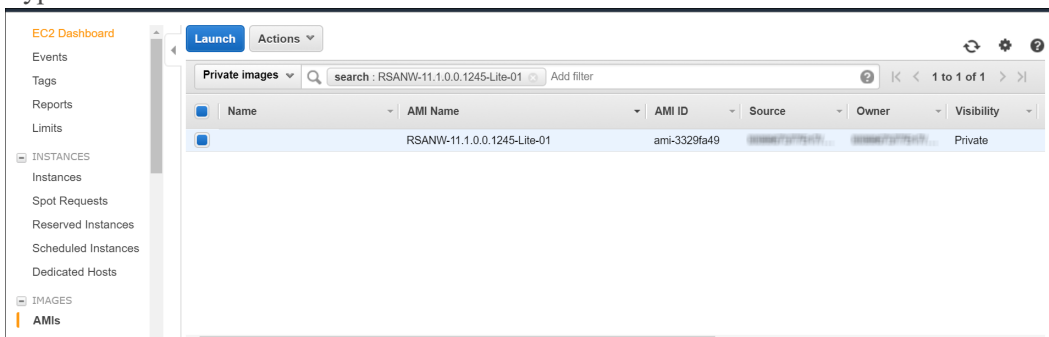 EC2 Dashboard
Events
Tags
Reports
Limits
INSTANCES
Instances
Spot Requests
Reserved Instances
Scheduled Instances
Dedicated Hosts
IMAGES
AMIs
Launch Actions
Private images search : RSANW-11.1.0.0.1245-Lite-01 Add filter 1 to 1 of 1
Name AMI Name AMI ID Source Owner Visibility
RSANW-11.1.0.0.1245-Lite-01 ami-3329fa49 Private